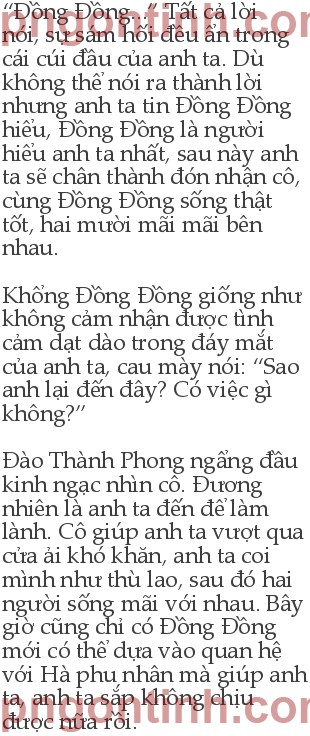 pngontinh.com
“Đồng Đồng...” Tất cả lời
nói, sự sám hối đều ẩn trong
cái cúi đầu của anh ta. Dù
không thể nói ra thành lời
nhưng anh ta tin Đồng Đồng
hiểu, Đồng Đồng là người
hiểu anh ta nhất, sau này anh
ta sẽ chân thành đón nhận cô,
cùng Đồng Đồng sống thật
tốt, hai mười mãi mãi bên
nhau.
Khổng Đồng Đồng giống như
không cảm nhận được tình
cảm dạt dào trong đáy mắt
của anh ta, cau mày nói: “Sao
anh lại đến đây? Có việc gì
không?”
Đào Thành Phong ngẩng đầu
kinh ngạc nhìn cô. Đương
nhiên là anh ta đến để làm
lành. Cô giúp anh ta vượt qua
cửa ải khó khăn, anh ta coi
mình như thù lao, sau đó hai
người sống mãi với nhau. Bây
giờ cũng chỉ có Đồng Đồng
mới có thể dựa vào quan hệ
với Hà phu nhân mà giúp anh
ta, anh ta sắp không chịu
được nữa rồi.
pngontinh.com